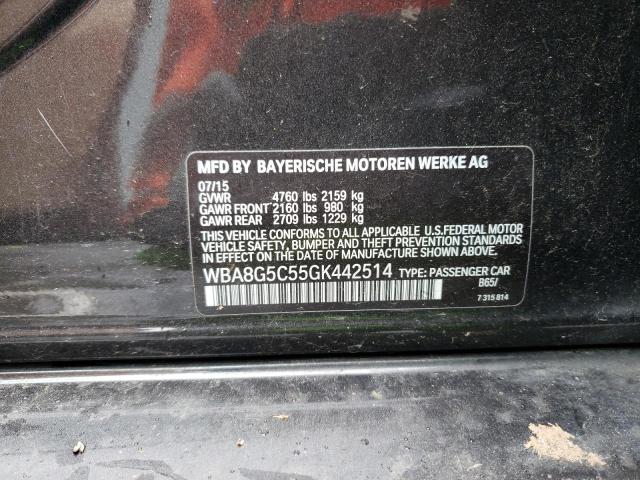 MFD BY BAYERISCHE MOTOREN WERKE AG
07/15
GVWR 4760 lbs 2159 kg
GAWR FRONT 2160 lbs 980 kg
GAWR REAR 2709 lbs 1229 kg
THIS VEHICLE CONFORMS TO ALL APPLICABLE U.S.FEDERAL MOTOR
VEHICLE SAFETY, BUMPER AND THEFT PREVENTION STANDARDS
IN EFFECT ON THE DATE OF MANUFACTURE SHOWN ABOVE.
WBA8G5C55GK442514 TYPE: PASSENGER CAR
B65/
7 315 814